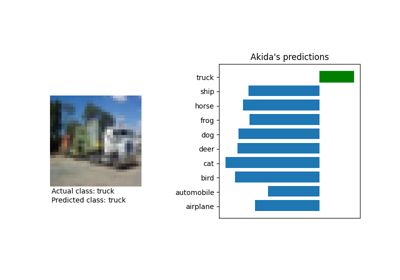 Akida's predictions
truck
ship
horse
frog
dog
deer
cat
bird
automobile
airplane
Actual class: truck
Predicted class: truck